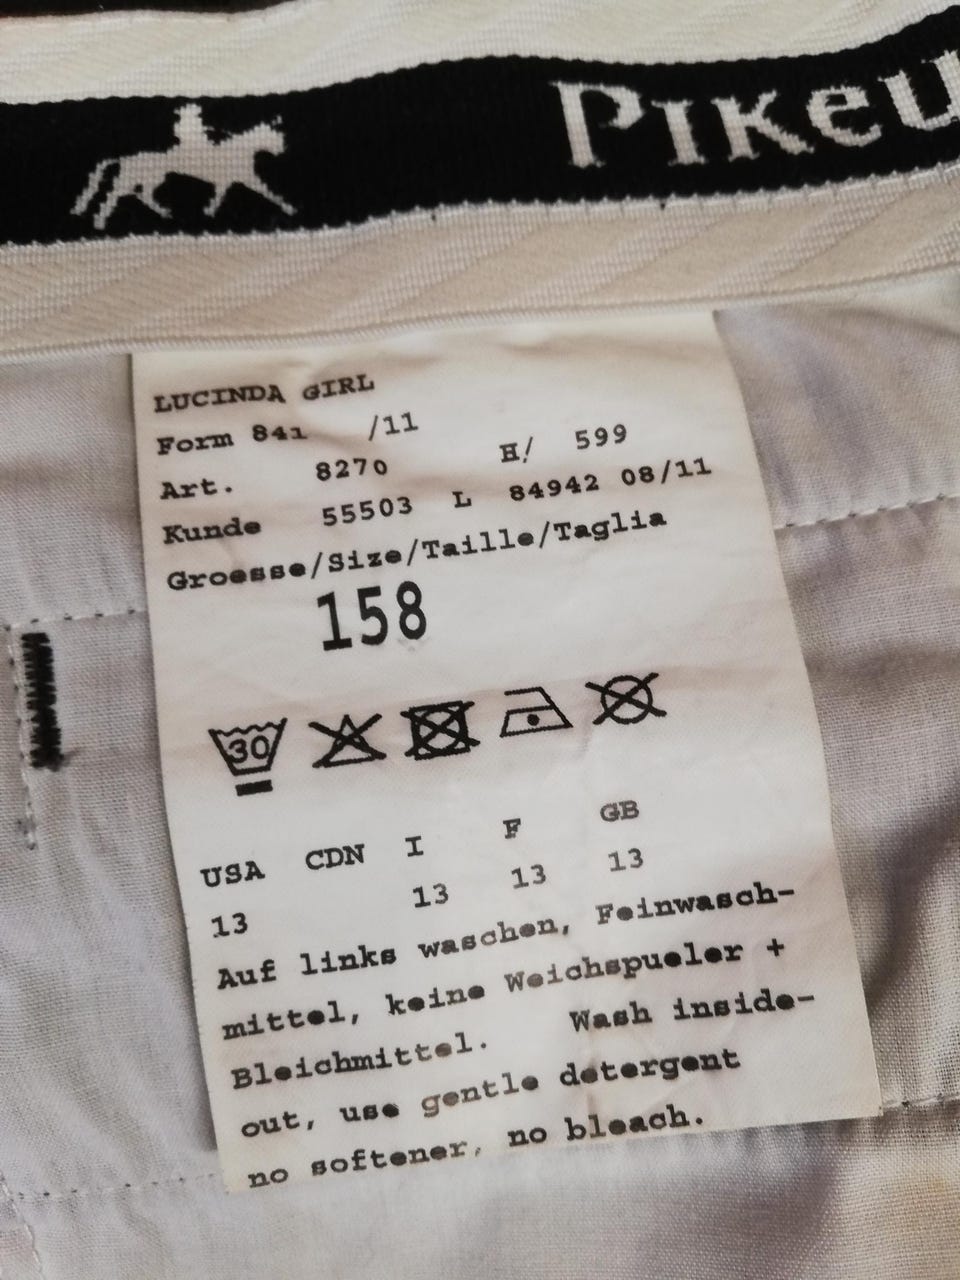 PIKEU
LUCINDA GIRL
Form 841 /11
Art. 8270 H/ 599
Kunde 55503 L 84942 08/11
Groesse/Size/Taille/Taglia
158
30
USA CDN I F GB
13 13 13 13
Auf links waschen, Feinwasch-
mittel, keine Weichspueler +
Bleichmittel. Wash inside-
out, use gentle detergent
no softener, no bleach.